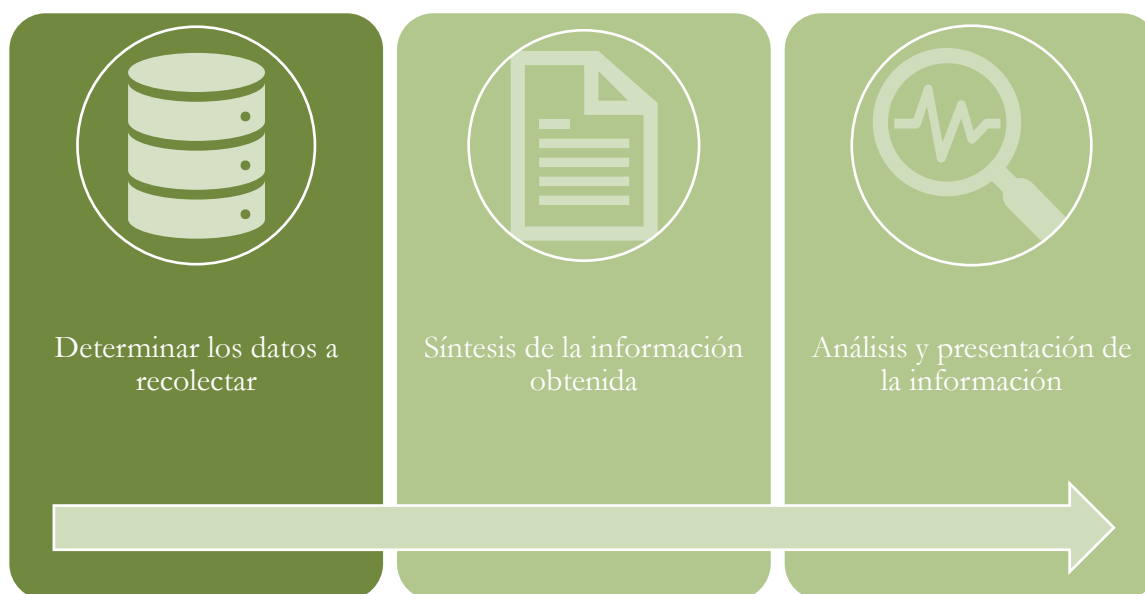 Determinar los datos a
recolectar
Síntesis de la información
obtenida
Análisis y presentación de
la información